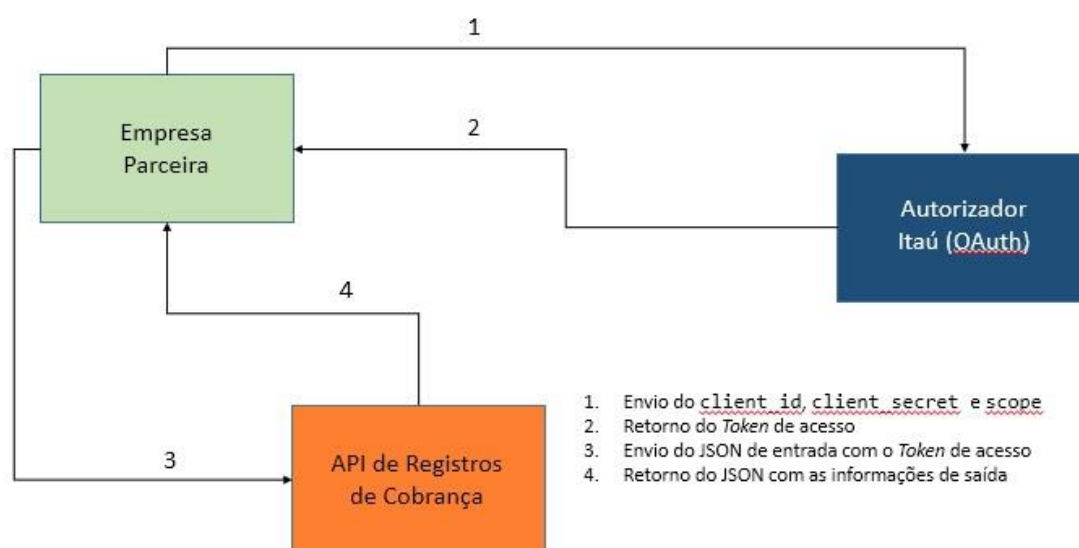 1
Empresa
Parceira
2
Autorizador
Itaú (OAuth)
4
3
API de Registros
de Cobrança
1. Envio do client_id, client_secret e scope
2. Retorno do Token de acesso
3. Envio do JSON de entrada com o Token de acesso
4. Retorno do JSON com as informações de saída